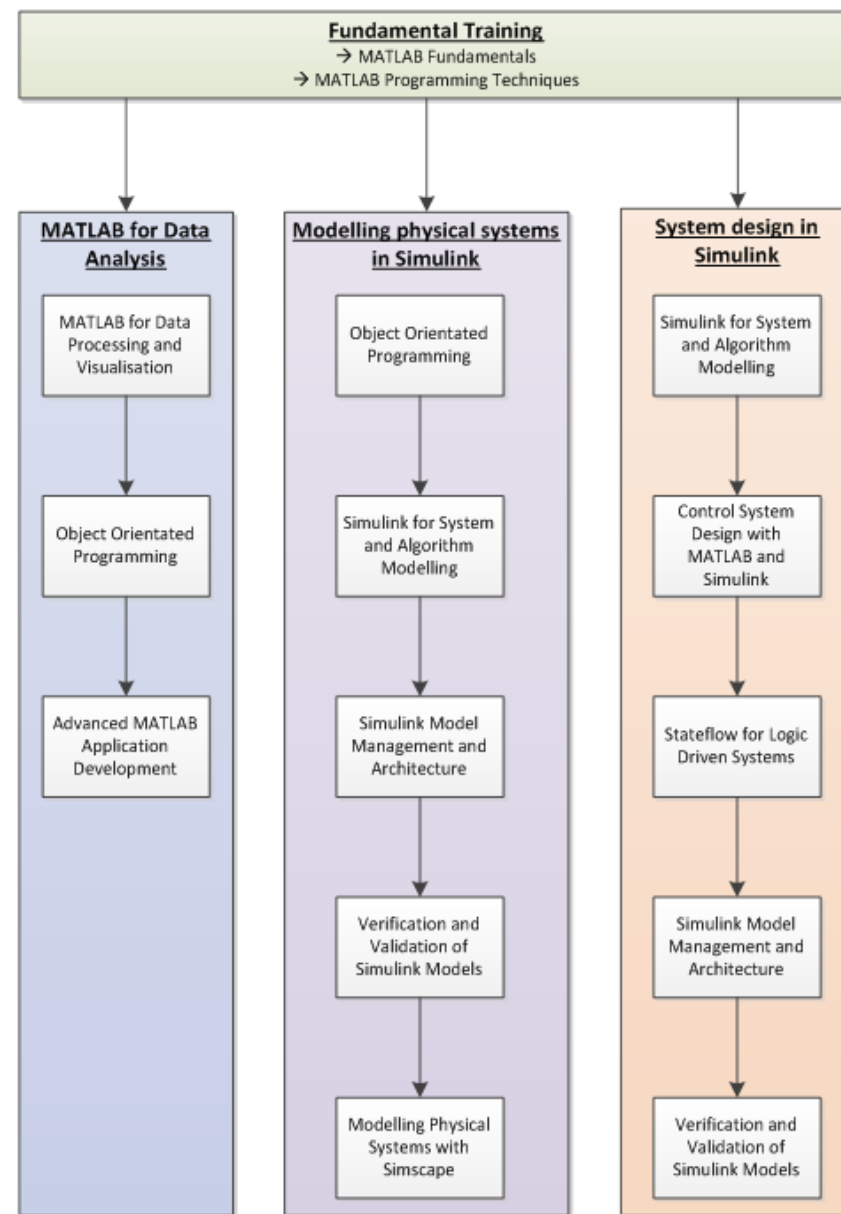 Fundamental Training
→ MATLAB Fundamentals
→ MATLAB Programming Techniques
MATLAB for Data
Analysis
MATLAB for Data
Processing and
Visualisation
Object Orientated
Programming
Advanced MATLAB
Application
Development
Modelling physical systems
in Simulink
Object Orientated
Programming
Simulink for System
and Algorithm
Modelling
Simulink Model
Management and
Architecture
Verification and
Validation of
Simulink Models
Modelling Physical
Systems with
Simscape
System design in
Simulink
Simulink for System
and Algorithm
Modelling
Control System
Design with
MATLAB and
Simulink
Stateflow for Logic
Driven Systems
Simulink Model
Management and
Architecture
Verification and
Validation of
Simulink Models